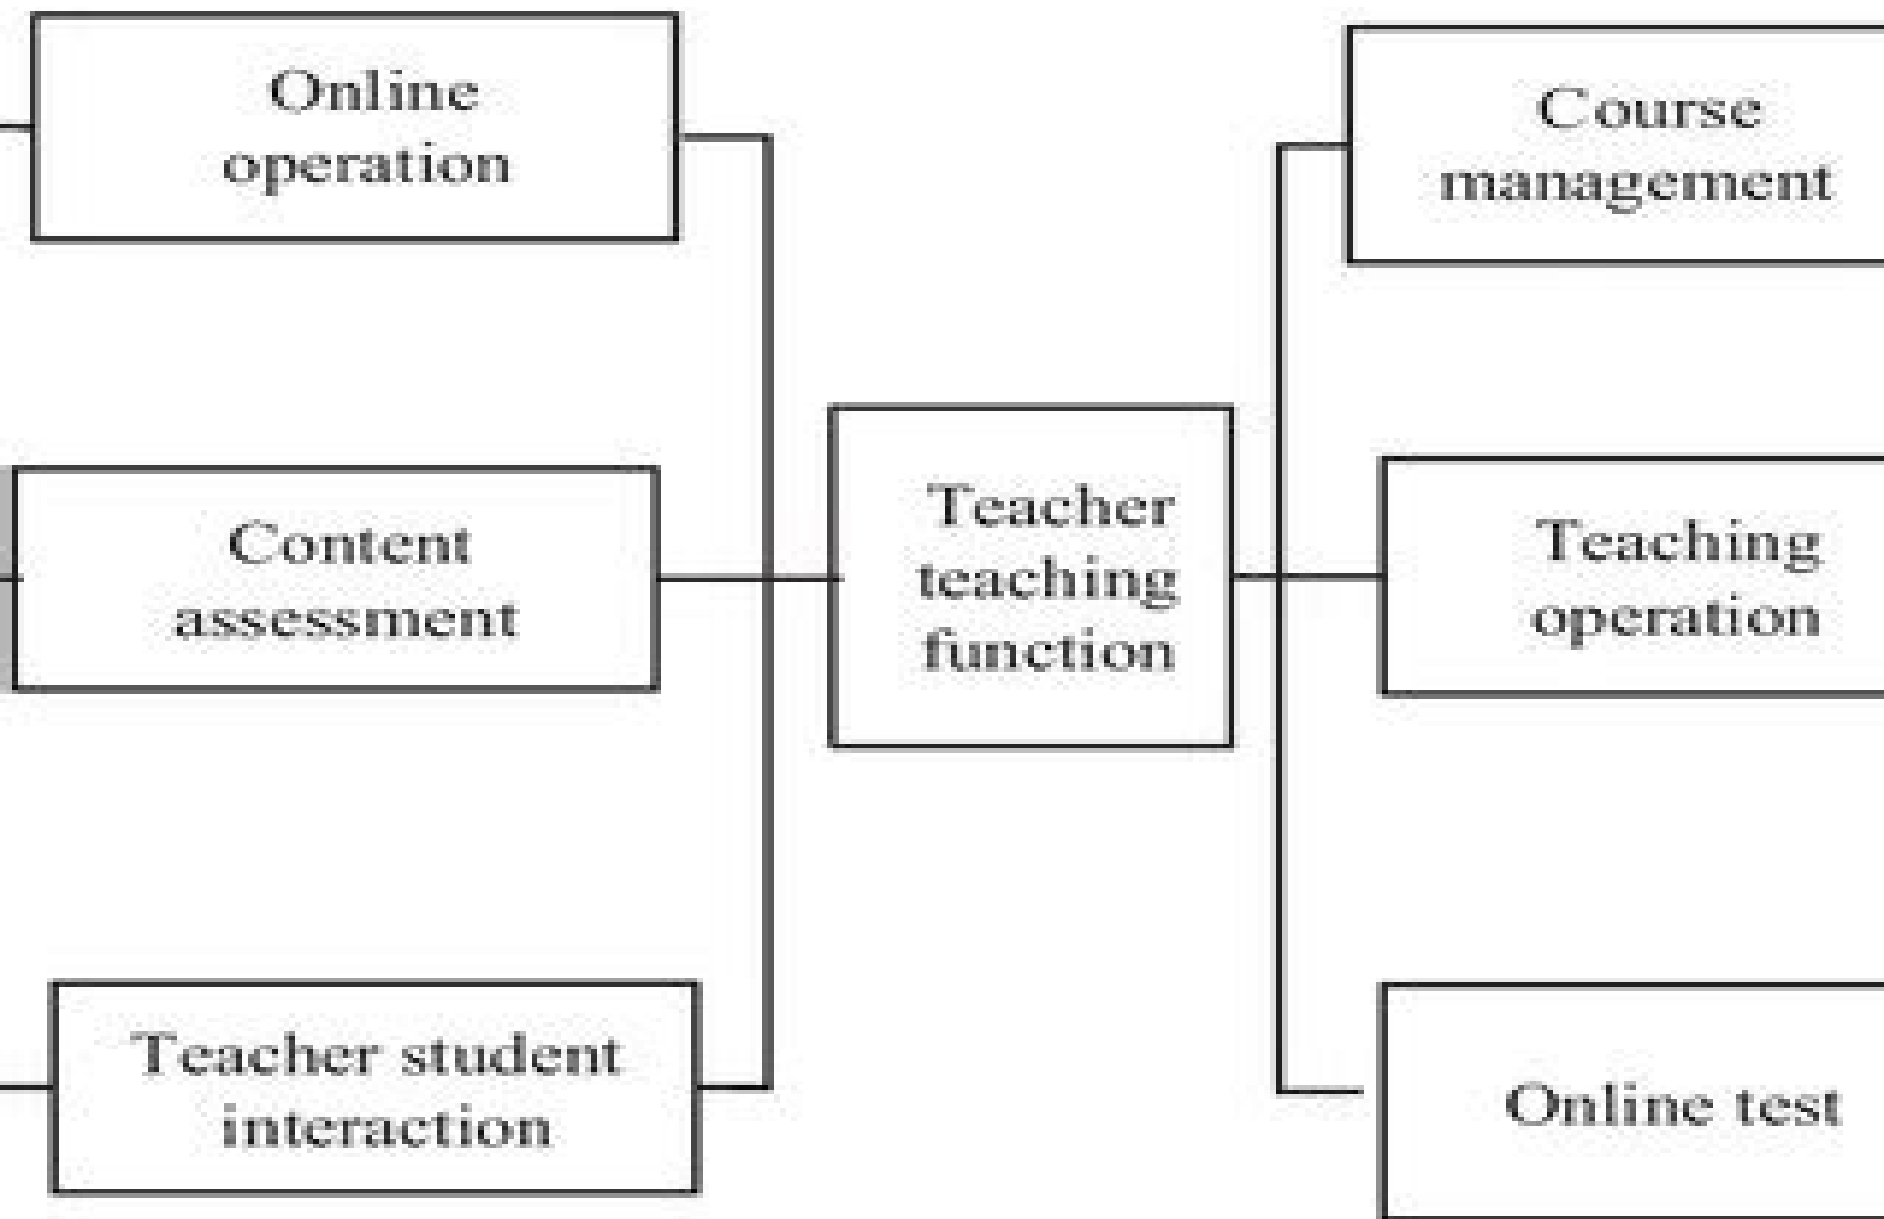 Online
operation
Content
assessment
Teacher student
interaction
Teacher
teaching
function
Course
management
Teaching
operation
Online test